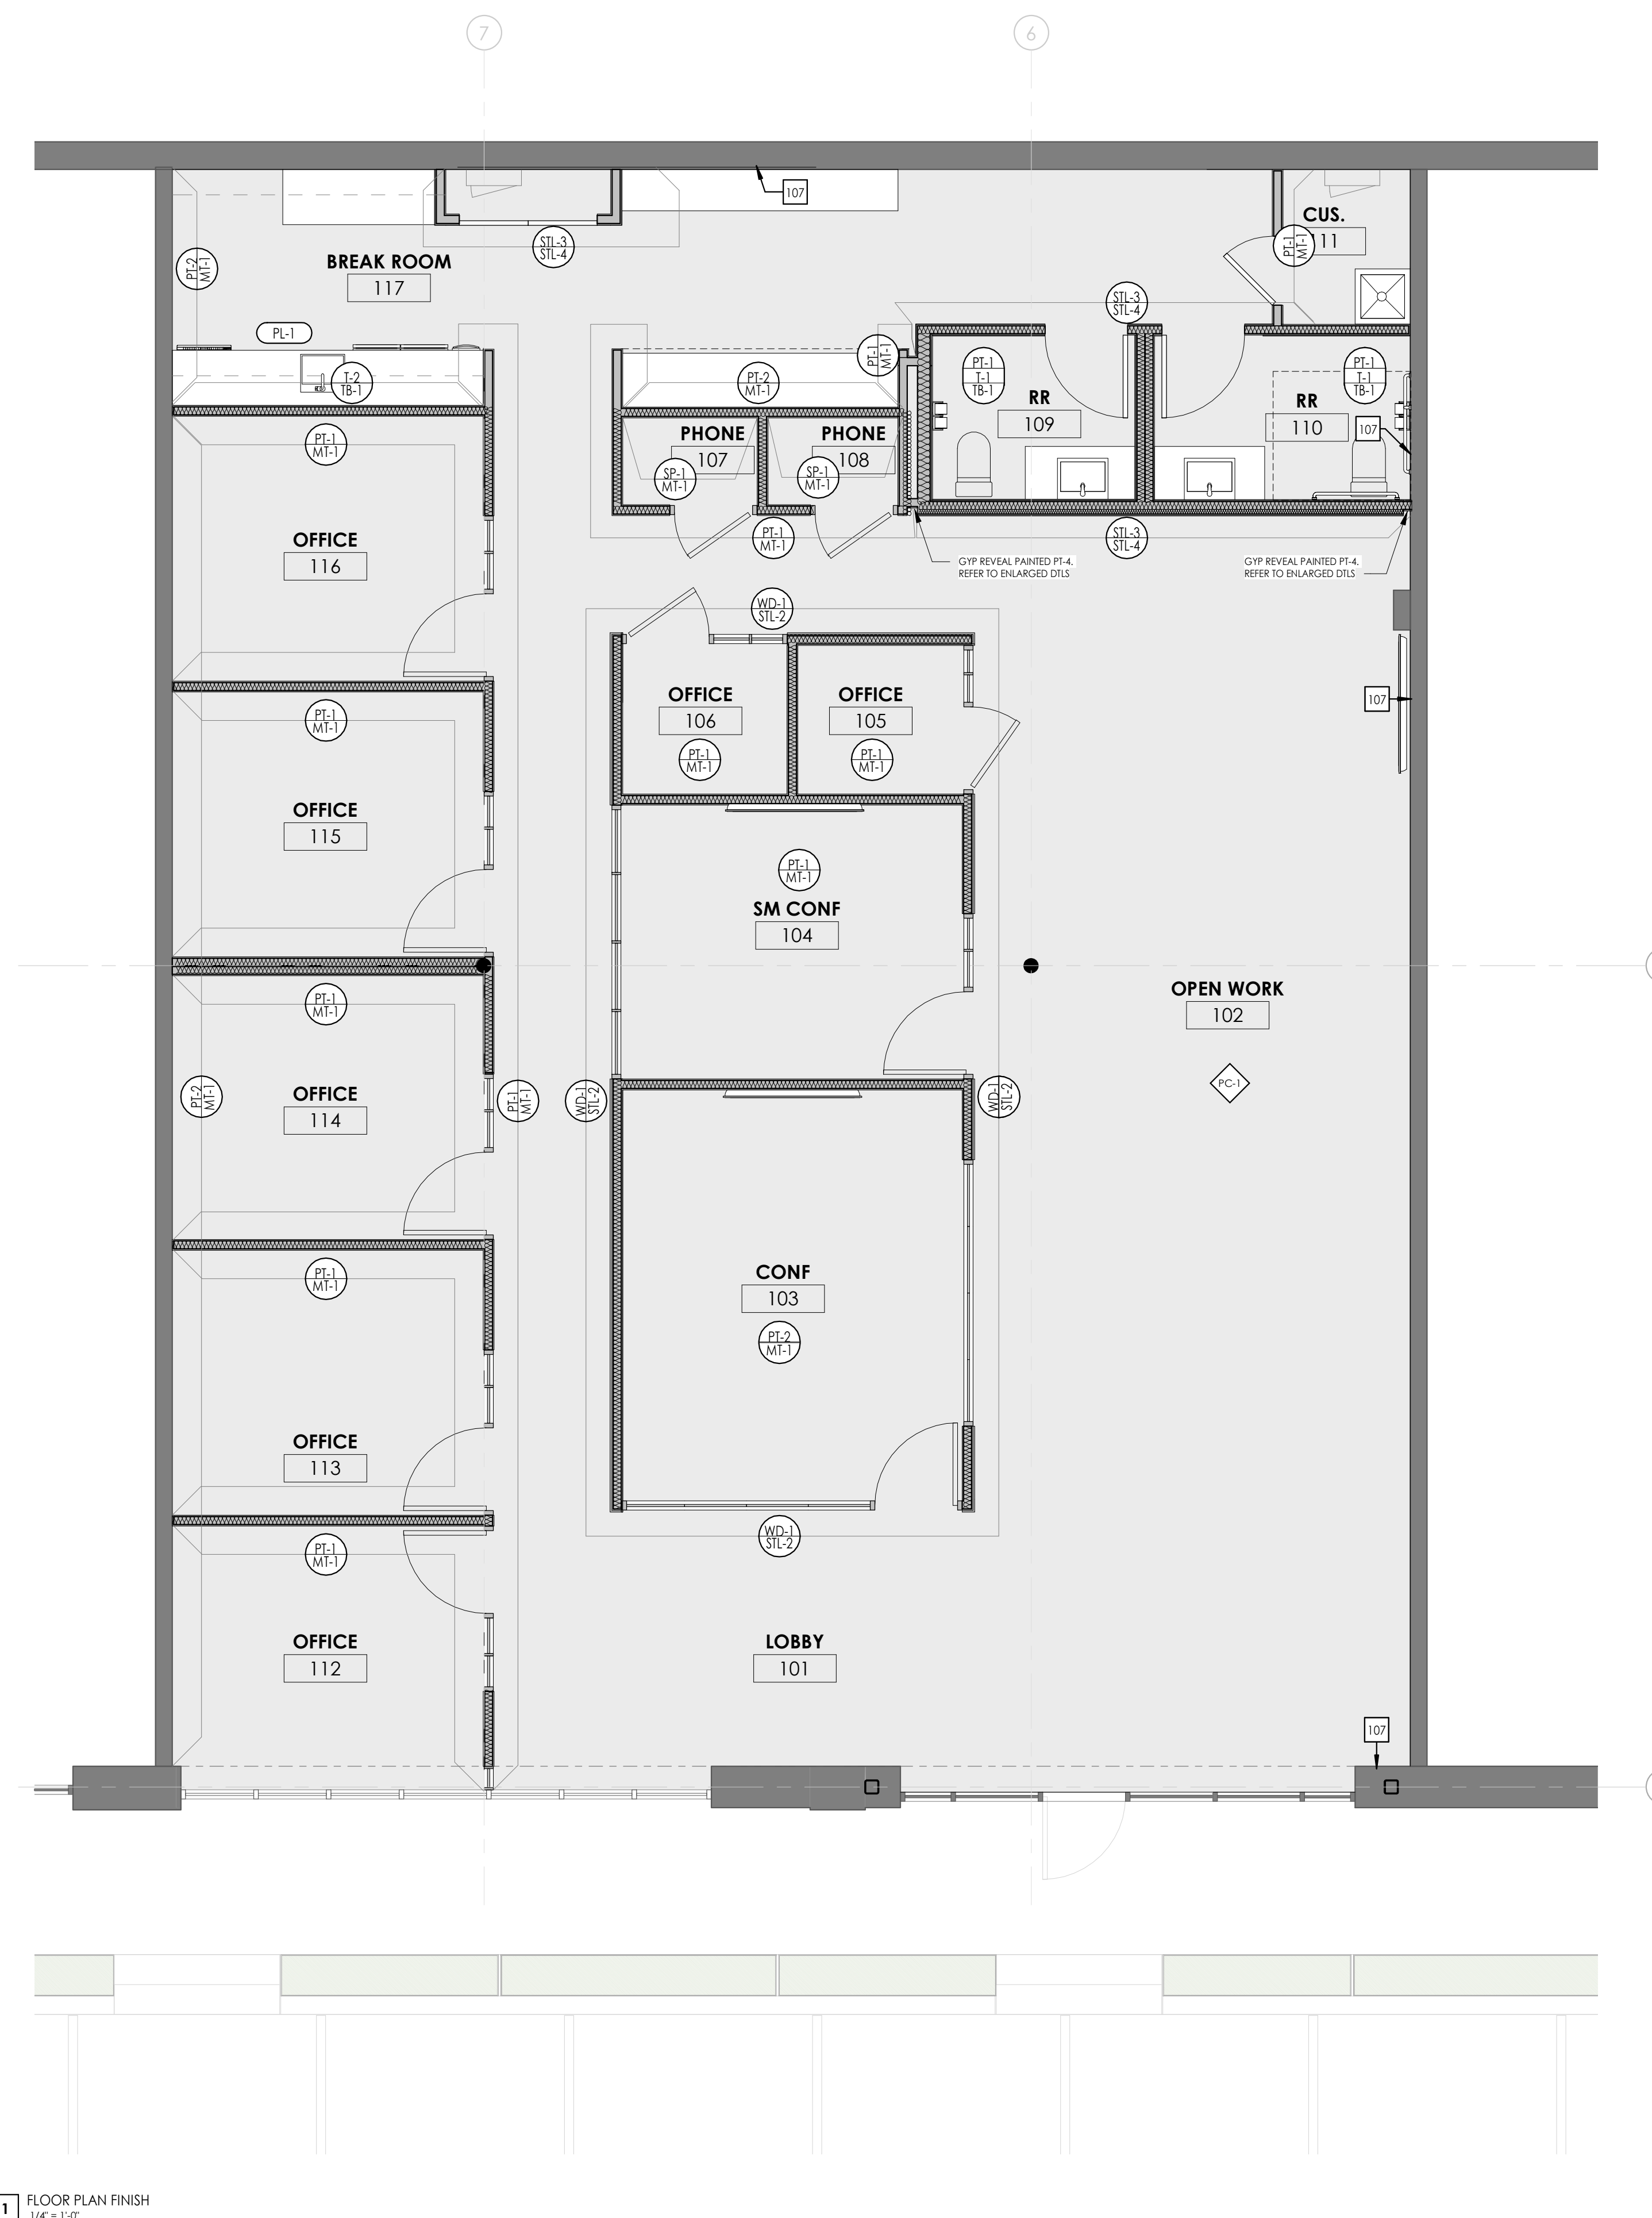 7
6
107
CUS.
111
PT-1
MT-1
STL-3
STL-4
BREAK ROOM
117
PT-2
MT-1
STL-3
STL-4
PL-1
T-2
TB-1
PT-2
MT-1
PT-1
MT-1
PT-1
T-1
TB-1
RR
109
PT-1
T-1
TB-1
RR
110
107
PT-1
MT-1
PHONE
107
SP-1
MT-1
PHONE
108
SP-1
MT-1
OFFICE
116
PT-1
MT-1
STL-3
STL-4
GYP REVEAL PAINTED PT-4.
REFER TO ENLARGED DTLS
GYP REVEAL PAINTED PT-4.
REFER TO ENLARGED DTLS
WD-1
STL-2
OFFICE
106
PT-1
MT-1
OFFICE
105
PT-1
MT-1
107
PT-1
MT-1
OFFICE
115
PT-1
MT-1
SM CONF
104
OPEN WORK
102
PC-1
PT-1
MT-1
PT-2
MT-1
OFFICE
114
PT-1
MT-1
WD-1
STL-2
WD-1
STL-2
CONF
103
PT-2
MT-1
PT-1
MT-1
OFFICE
113
WD-1
STL-2
PT-1
MT-1
OFFICE
112
LOBBY
101
107
1
FLOOR PLAN FINISH
1/4" = 1'-0"